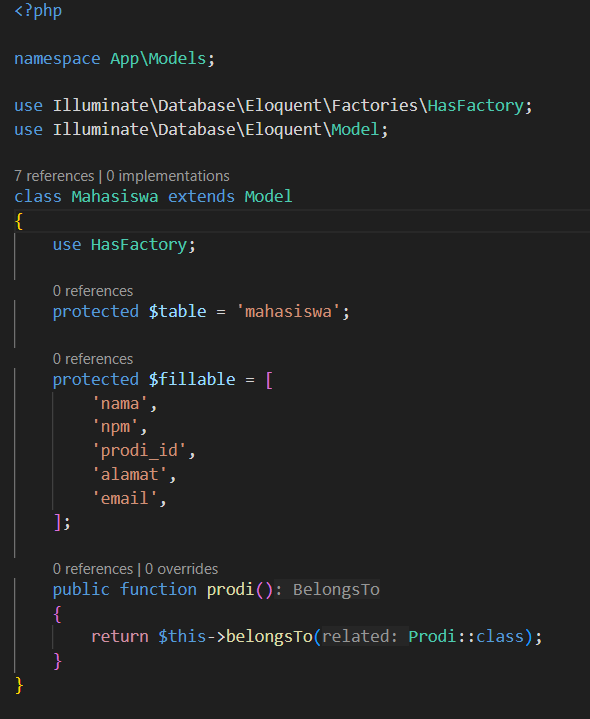 <?php
namespace App\Models;
use Illuminate\Database\Eloquent\Factories\HasFactory;
use Illuminate\Database\Eloquent\Model;
7 references | 0 implementations
class Mahasiswa extends Model
{
use HasFactory;
0 references
protected $table = 'mahasiswa';
0 references
protected $fillable = [
'nama',
'npm',
'prodi_id',
'alamat',
'email',
];
0 references | 0 overrides
public function prodi(): BelongsTo
{
return $this->belongsTo(related: Prodi::class);
}
}